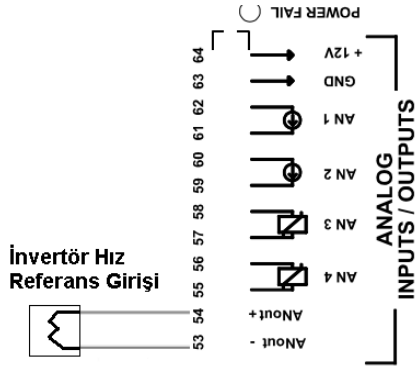 POWER FAIL
64 + 12V
63 GND
62
61
AN 1
60
59
AN 2
58
57
AN 3
56
55
AN 4
54 ANout +
53 ANout -
ANALOG
INPUTS / OUTPUTS
İnvertör Hız
Referans Girişi